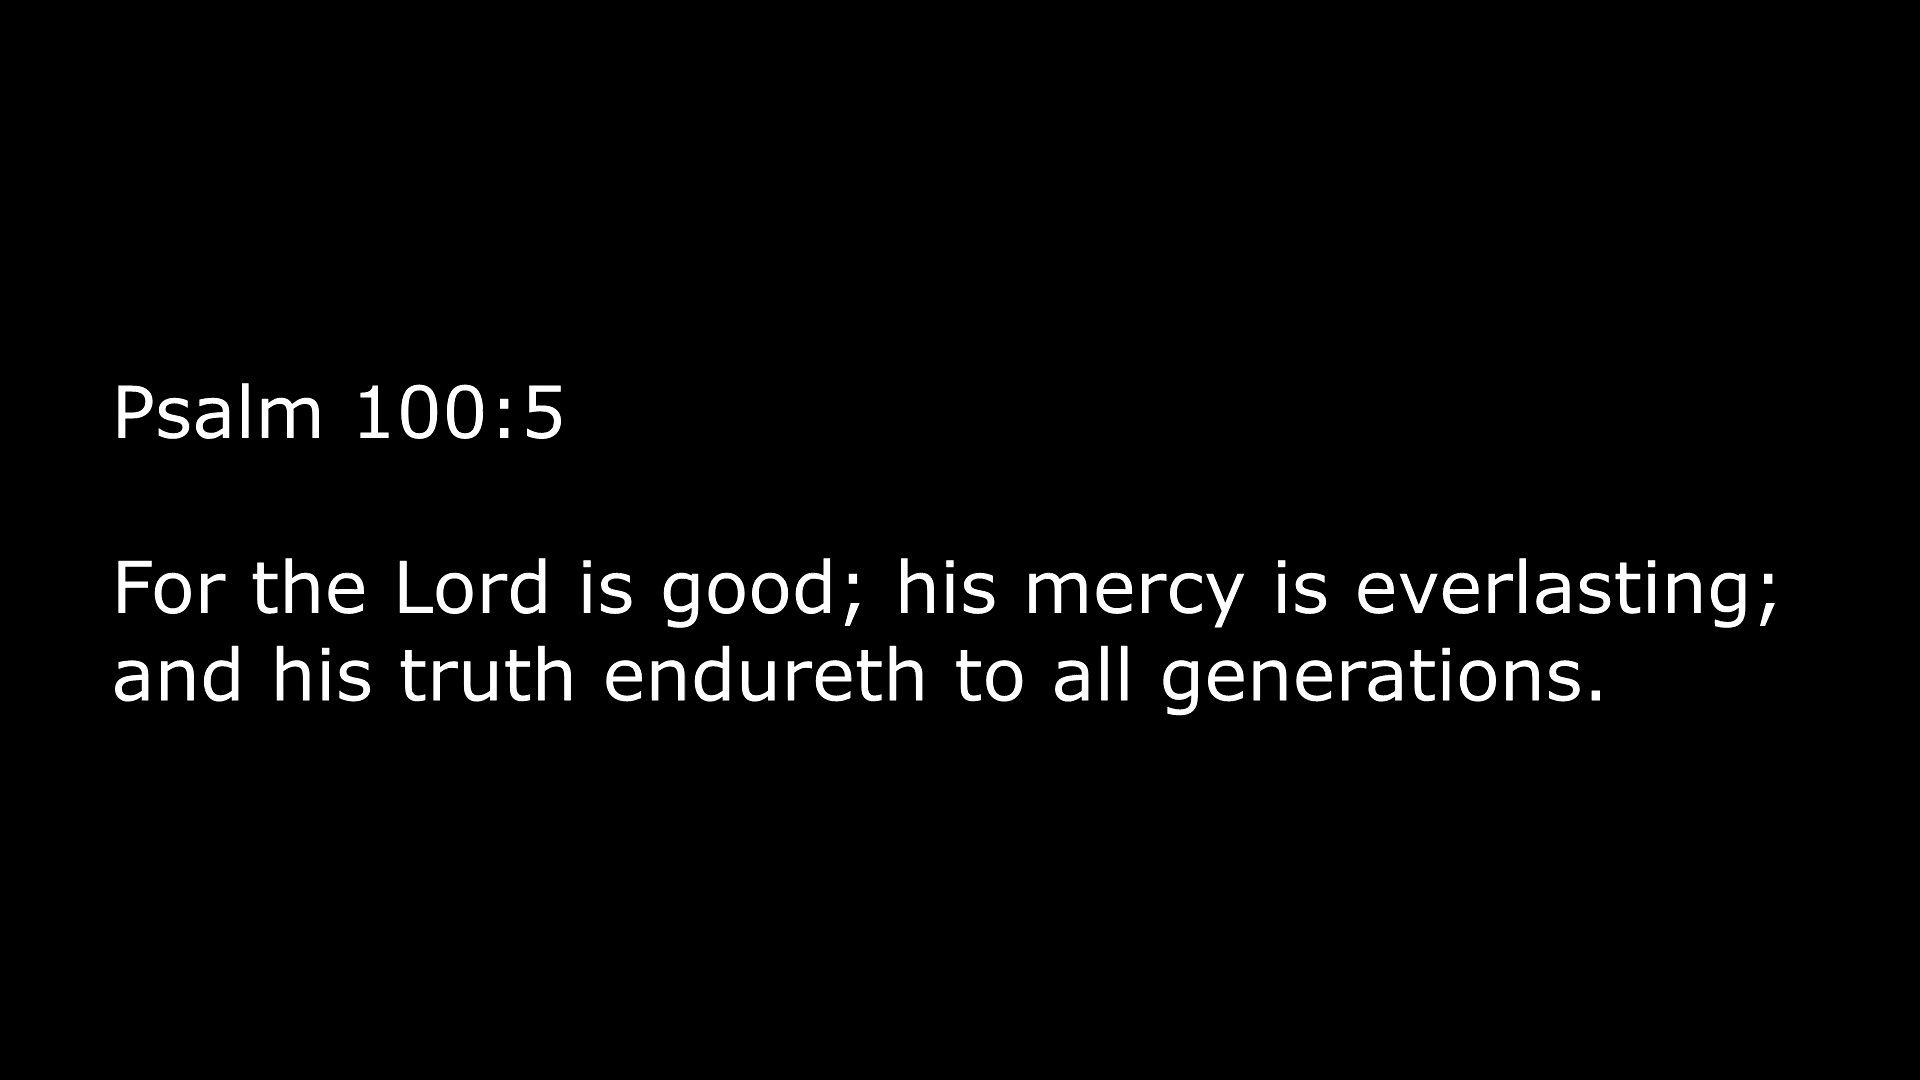 Psalm 100:5
For the Lord is good; his mercy is everlasting;
and his truth endureth to all generations.